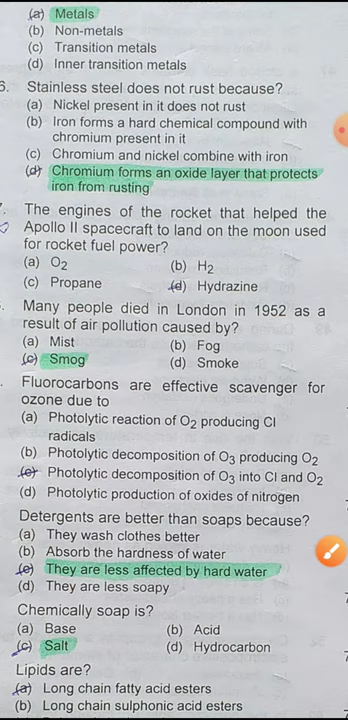 (a) Metals
(b) Non-metals
(c) Transition metals
(d) Inner transition metals
6. Stainless steel does not rust because?
(a) Nickel present in it does not rust
(b) Iron forms a hard chemical compound with
chromium present in it
(c) Chromium and nickel combine with iron
(d) Chromium forms an oxide layer that protects
iron from rusting
The engines of the rocket that helped the
Apollo II spacecraft to land on the moon used
for rocket fuel power?
(a) O2 (b) H2
(c) Propane (d) Hydrazine
Many people died in London in 1952 as a
result of air pollution caused by?
(a) Mist (b) Fog
(c) Smog (d) Smoke
Fluorocarbons are effective scavenger for
ozone due to
(a) Photolytic reaction of O2 producing Cl
radicals
(b) Photolytic decomposition of O3 producing O2
(c) Photolytic decomposition of O3 into Cl and O2
(d) Photolytic production of oxides of nitrogen
Detergents are better than soaps because?
(a) They wash clothes better
(b) Absorb the hardness of water
(c) They are less affected by hard water
(d) They are less soapy
Chemically soap is?
(a) Base (b) Acid
(c) Salt (d) Hydrocarbon
Lipids are?
(a) Long chain fatty acid esters
(b) Long chain sulphonic acid esters